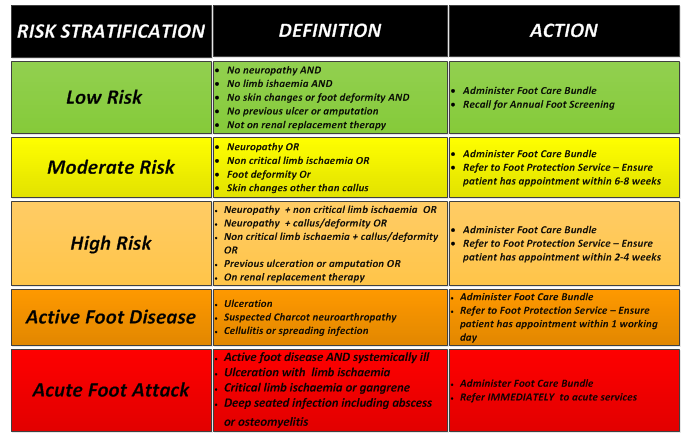 RISK STRATIFICATION
DEFINITION
ACTION
Low Risk
• No neuropathy AND
• No limb ishaemia AND
• No skin changes or foot deformity AND
• No previous ulcer or amputation
• Not on renal replacement therapy
• Administer Foot Care Bundle
• Recall for Annual Foot Screening
Moderate Risk
• Neuropathy OR
• Non critical limb ischaemia OR
• Foot deformity Or
• Skin changes other than callus
• Administer Foot Care Bundle
• Refer to Foot Protection Service – Ensure
patient has appointment within 6-8 weeks
High Risk
• Neuropathy + non critical limb ischaemia OR
• Neuropathy + callus/deformity OR
• Non critical limb ischaemia + callus/deformity
OR
• Previous ulceration or amputation OR
• On renal replacement therapy
• Administer Foot Care Bundle
• Refer to Foot Protection Service – Ensure
patient has appointment within 2-4 weeks
Active Foot Disease
• Ulceration
• Suspected Charcot neuroarthropathy
• Cellulitis or spreading infection
• Administer Foot Care Bundle
• Refer to Foot Protection Service – Ensure
patient has appointment within 1 working
day
Acute Foot Attack
• Active foot disease AND systemically ill
• Ulceration with limb ischaemia
• Critical limb ischaemia or gangrene
• Deep seated infection including abscess
or osteomyelitis
• Administer Foot Care Bundle
• Refer IMMEDIATELY to acute services